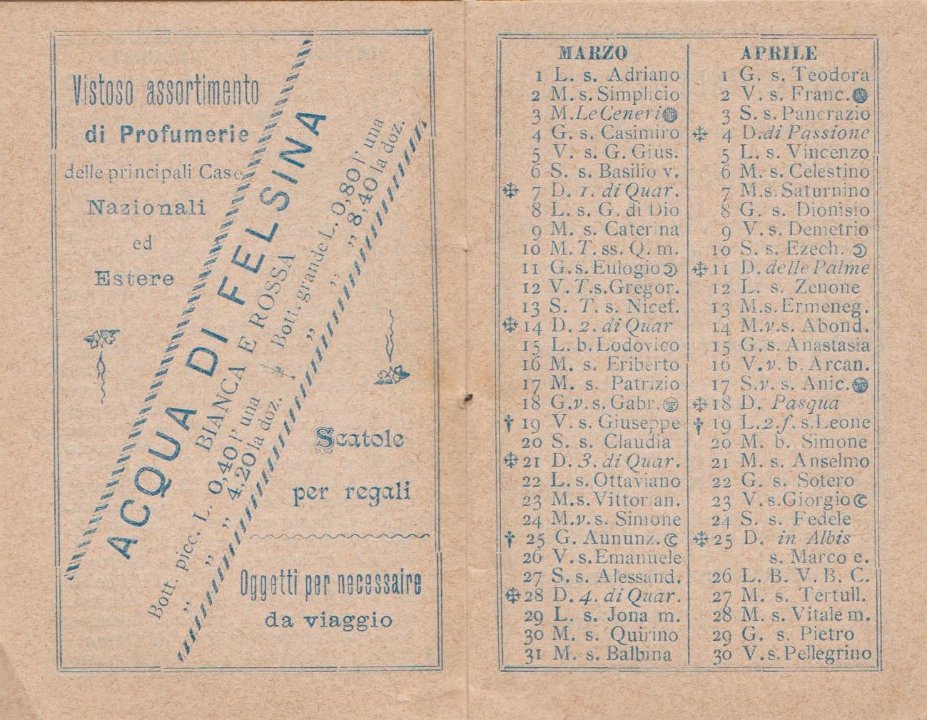 Vistoso assortimento
di Profumerie
delle principali Case
Nazionali
ed
Estere
ACQUA DI FELSINA
BIANCA E ROSSA
Bott. picc. L. 0,40 l'una
„ „ 4,20 la doz.
Bott. grande L. 0,80 l'una
„ „ „ 8,40 la doz.
Scatole
per regali
Oggetti per necessaire
da viaggio
MARZO
1 L. s. Adriano
2 M. s. Simplicio
3 M. Le Ceneri
4 G. s. Casimiro
5 V. s. G. Gius.
6 S. s. Basilio v.
✠ 7 D. 1. di Quar.
8 L. s. G. di Dio
9 M. s. Caterina
10 M. T. ss. Q. m.
11 G. s. Eulogio
12 V. T. s. Gregor.
13 S. T. s. Nicef.
✠ 14 D. 2. di Quar
15 L. b. Lodovico
16 M. s. Eriberto
17 M. s. Patrizio
18 G. v. s. Gabr.
† 19 V. s. Giuseppe
20 S. s. Claudia
✠ 21 D. 3. di Quar.
22 L. s. Ottaviano
23 M. s. Vittorian.
24 M. v. s. Simone
† 25 G. Aununz.
26 V. s. Emanuele
27 S. s. Alessand.
✠ 28 D. 4. di Quar.
29 L. s. Jona m.
30 M. s. Quirino
31 M. s. Balbina
APRILE
1 G. s. Teodora
2 V. s. Franc.
3 S. s. Pancrazio
✠ 4 D. di Passione
5 L. s. Vincenzo
6 M. s. Celestino
7 M. s. Saturnino
8 G. s. Dionisio
9 V. s. Demetrio
10 S. s. Ezech.
✠ 11 D. delle Palme
12 L. s. Zenone
13 M. s. Ermeneg.
14 M. v. s. Abond.
15 G. s. Anastasia
16 V. v. b. Arcan.
17 S. v. s. Anic.
✠ 18 D. Pasqua
† 19 L. 2. f. s. Leone
20 M. b. Simone
21 M. s. Anselmo
22 G. s. Sotero
23 V. s. Giorgio
24 S. s. Fedele
✠ 25 D. in Albis
s. Marco e.
26 L. B. V. B. C.
27 M. s. Tertull.
28 M. s. Vitale m.
29 G. s. Pietro
30 V. s. Pellegrino